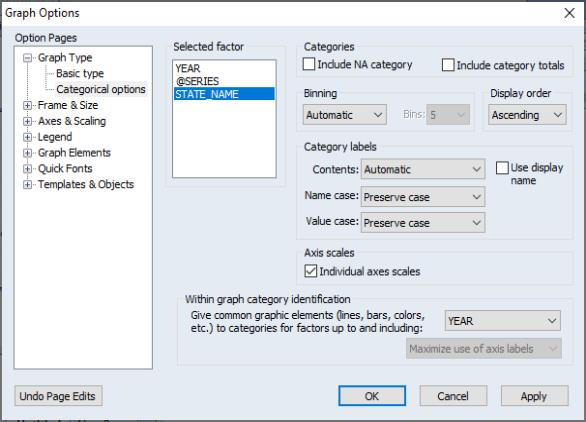 Graph Options
Option Pages
Graph Type
Basic type
Categorical options
Frame & Size
Axes & Scaling
Legend
Graph Elements
Quick Fonts
Templates & Objects
Selected factor
YEAR
@SERIES
STATE_NAME
Categories
Include NA category
Include category totals
Binning
Automatic
Bins: 5
Display order
Ascending
Category labels
Contents: Automatic
Use display
name
Name case: Preserve case
Value case: Preserve case
Axis scales
Individual axes scales
Within graph category identification
Give common graphic elements (lines, bars, colors,
etc.) to categories for factors up to and including:
YEAR
Maximize use of axis labels
Undo Page Edits
OK
Cancel
Apply